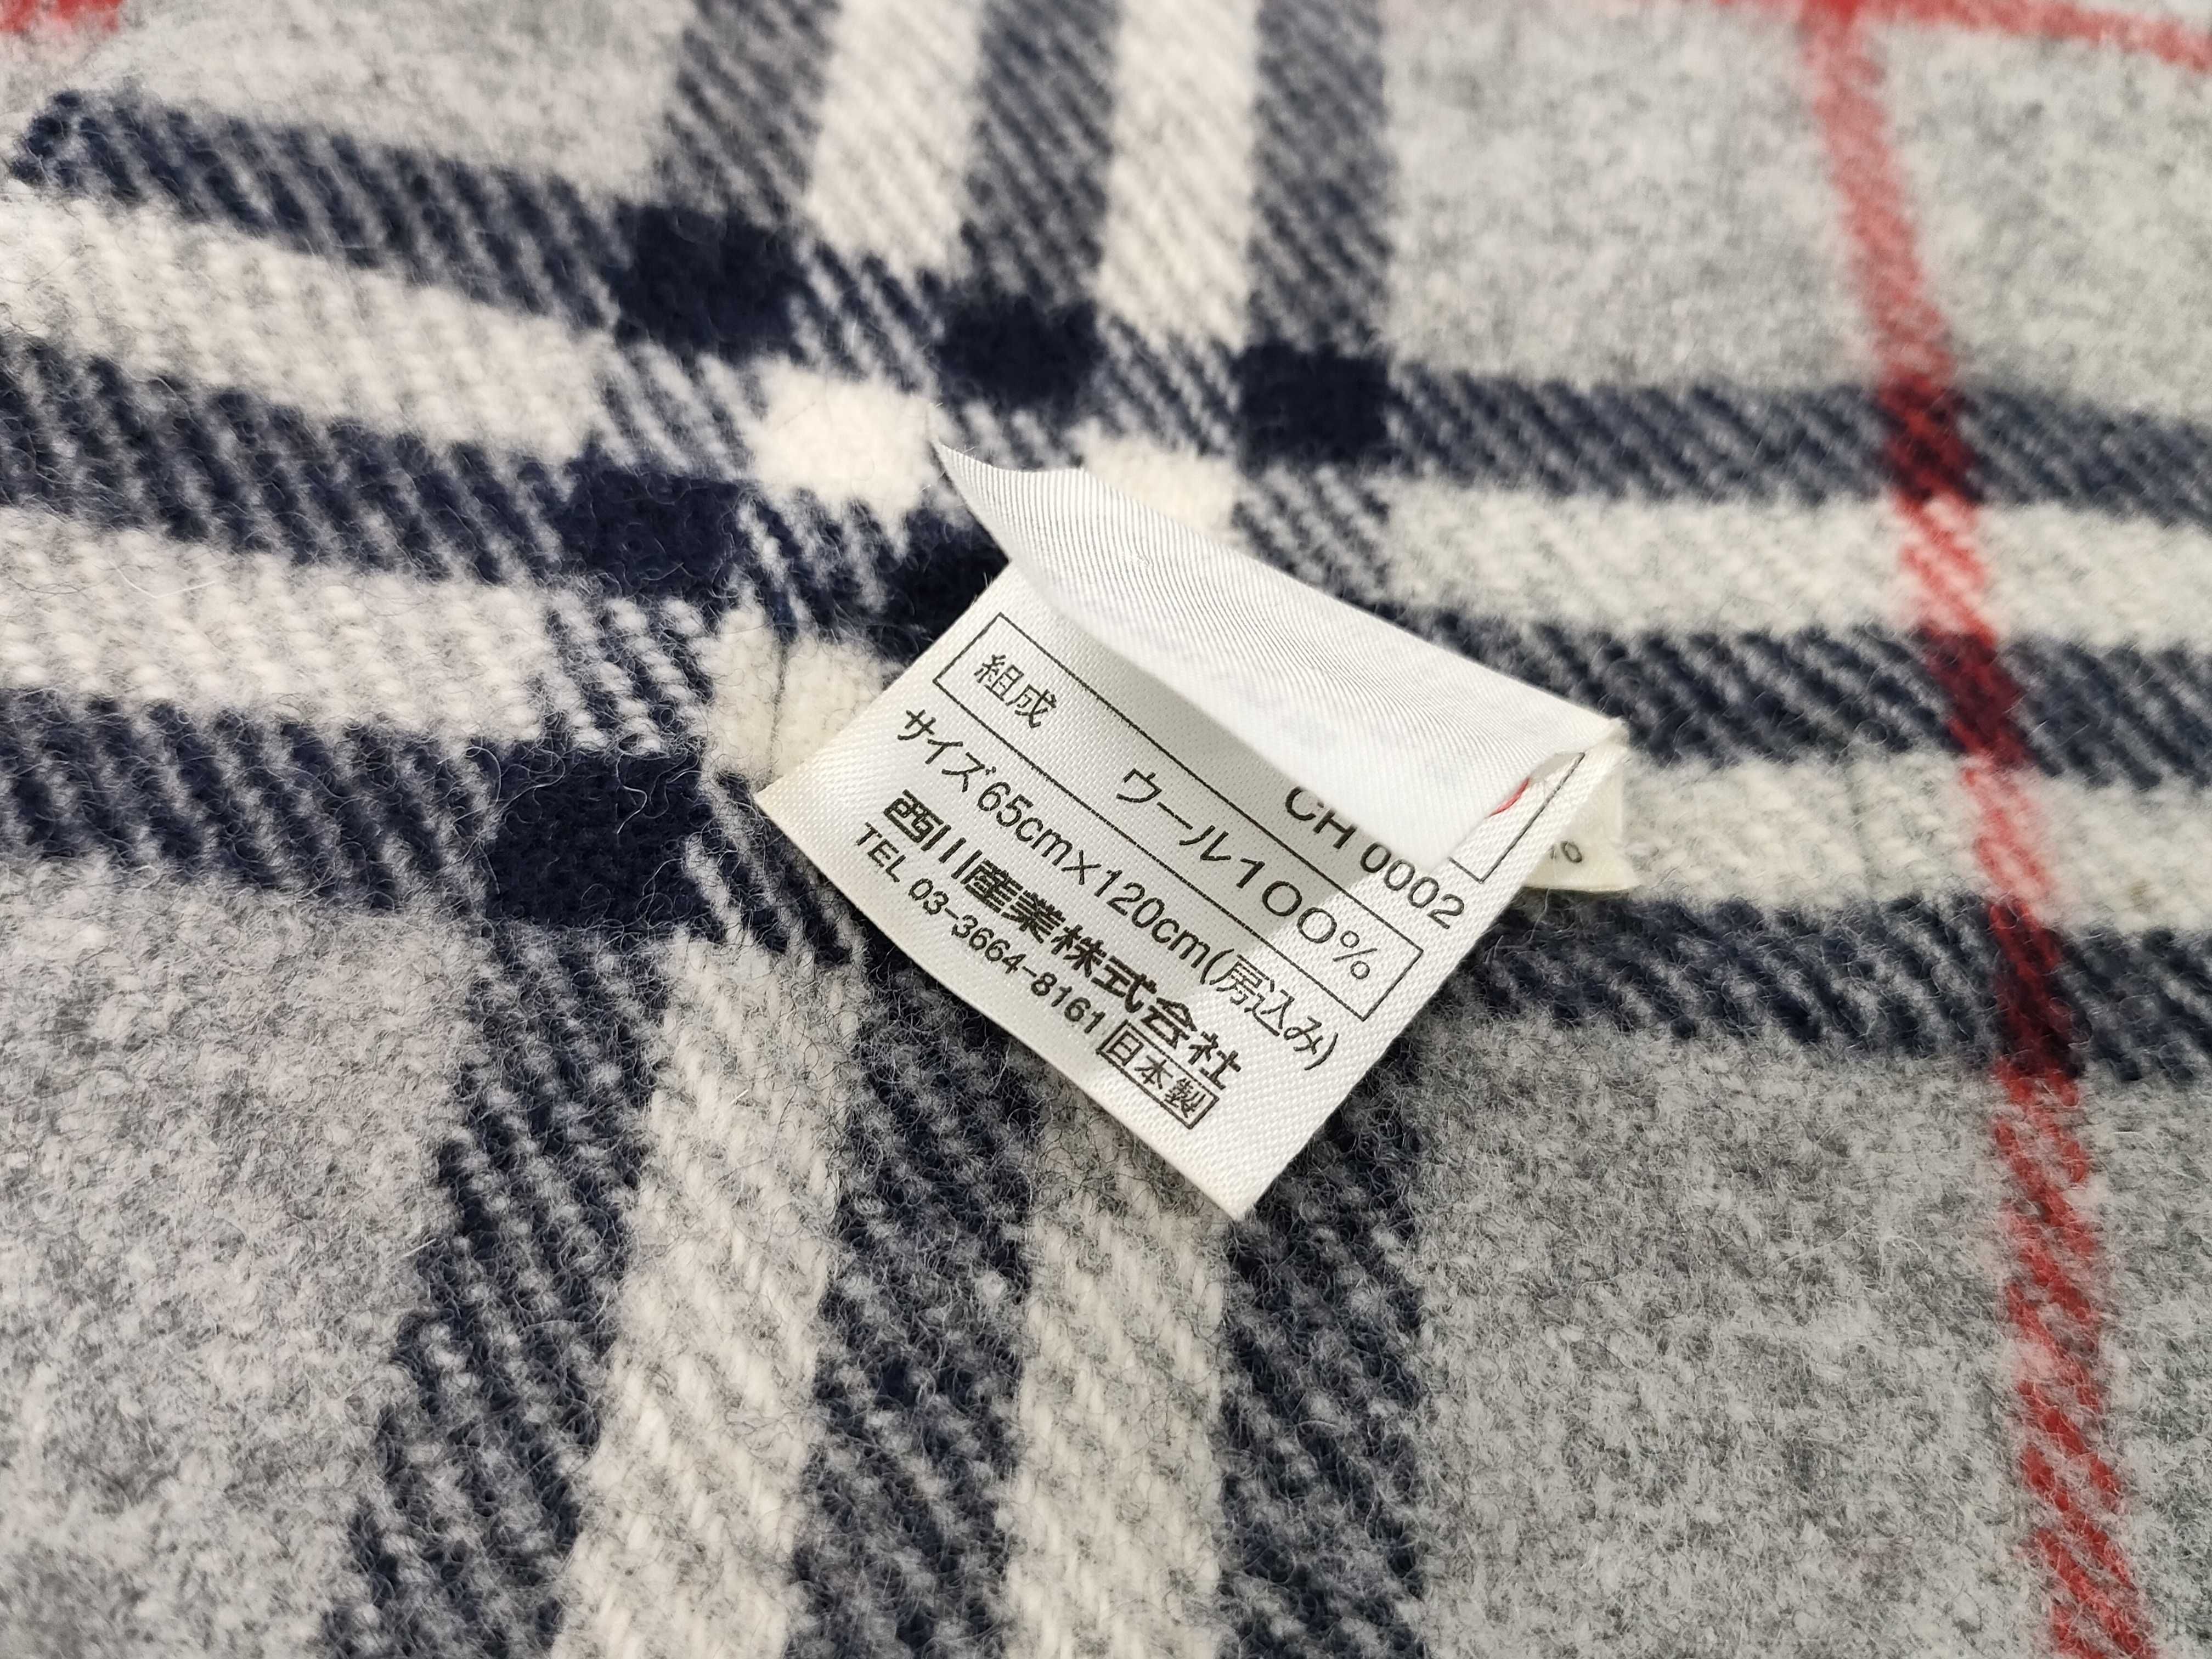 CH 0002
組成 ウール100%
サイズ65cm×120cm(房込み)
西川産業株式会社
TEL 03-3664-8161 日本製